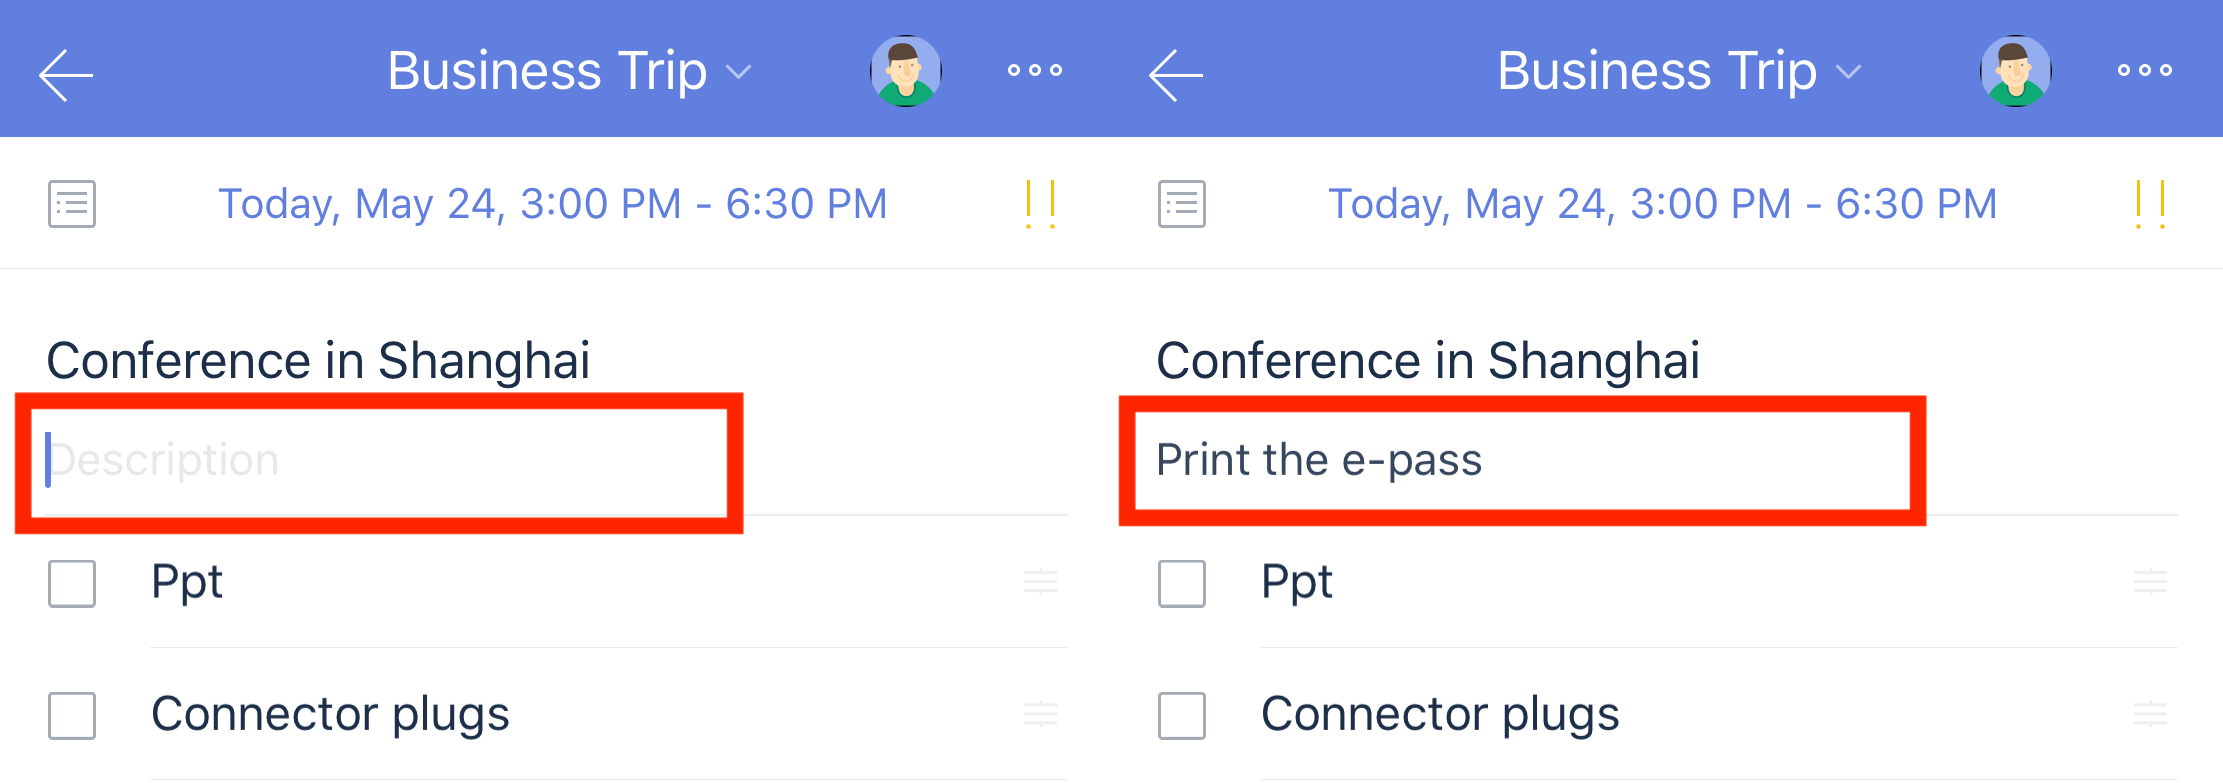 Business Trip
Today, May 24, 3:00 PM - 6:30 PM
Conference in Shanghai
Description
Ppt
Connector plugs
Business Trip
Today, May 24, 3:00 PM - 6:30 PM
Conference in Shanghai
Print the e-pass
Ppt
Connector plugs